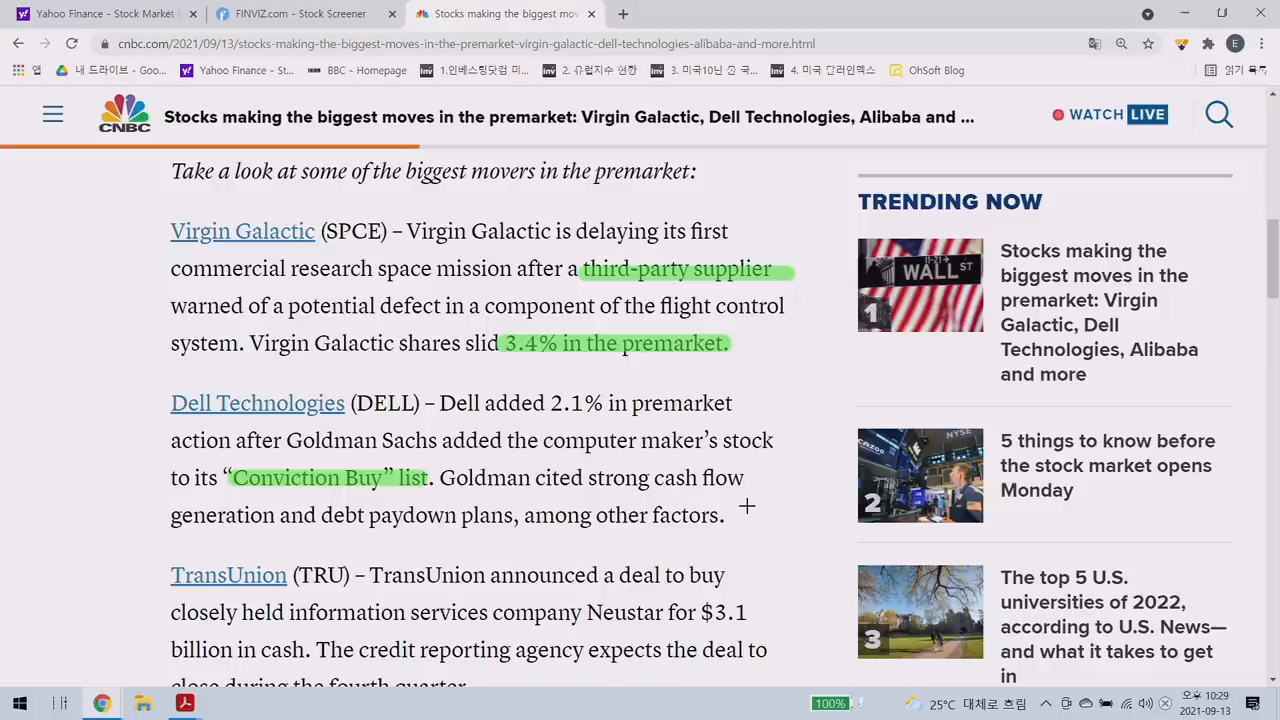 Yahoo Finance - Stock Market
FINVIZ.com - Stock Screener
Stocks making the biggest mov
cnbc.com/2021/09/13/stocks-making-the-biggest-moves-in-the-premarket-virgin-galactic-dell-technologies-alibaba-and-more.html
E
앱
내 드라이브 - Goo...
Yahoo Finance - St...
BBC - Homepage
1.인베스팅닷컴 미...
2. 유럽지수 현황
3. 미국10년 준 국...
4. 미국 달러인덱스
OhSoft Blog
읽기 목록
CNBC
Stocks making the biggest moves in the premarket: Virgin Galactic, Dell Technologies, Alibaba and ...
WATCH LIVE
Take a look at some of the biggest movers in the premarket:
Virgin Galactic (SPCE) – Virgin Galactic is delaying its first
commercial research space mission after a third-party supplier
warned of a potential defect in a component of the flight control
system. Virgin Galactic shares slid 3.4% in the premarket.
Dell Technologies (DELL) – Dell added 2.1% in premarket
action after Goldman Sachs added the computer maker’s stock
to its “Conviction Buy” list. Goldman cited strong cash flow
generation and debt paydown plans, among other factors.
TransUnion (TRU) – TransUnion announced a deal to buy
closely held information services company Neustar for $3.1
billion in cash. The credit reporting agency expects the deal to
close during the fourth quarter.
TRENDING NOW
WALL ST
1
Stocks making the
biggest moves in the
premarket: Virgin
Galactic, Dell
Technologies, Alibaba
and more
NYSE
2
5 things to know before
the stock market opens
Monday
3
The top 5 U.S.
universities of 2022,
according to U.S. News—
and what it takes to get
in
100%
25°C 대체로 흐림
오후 10:29
2021-09-13